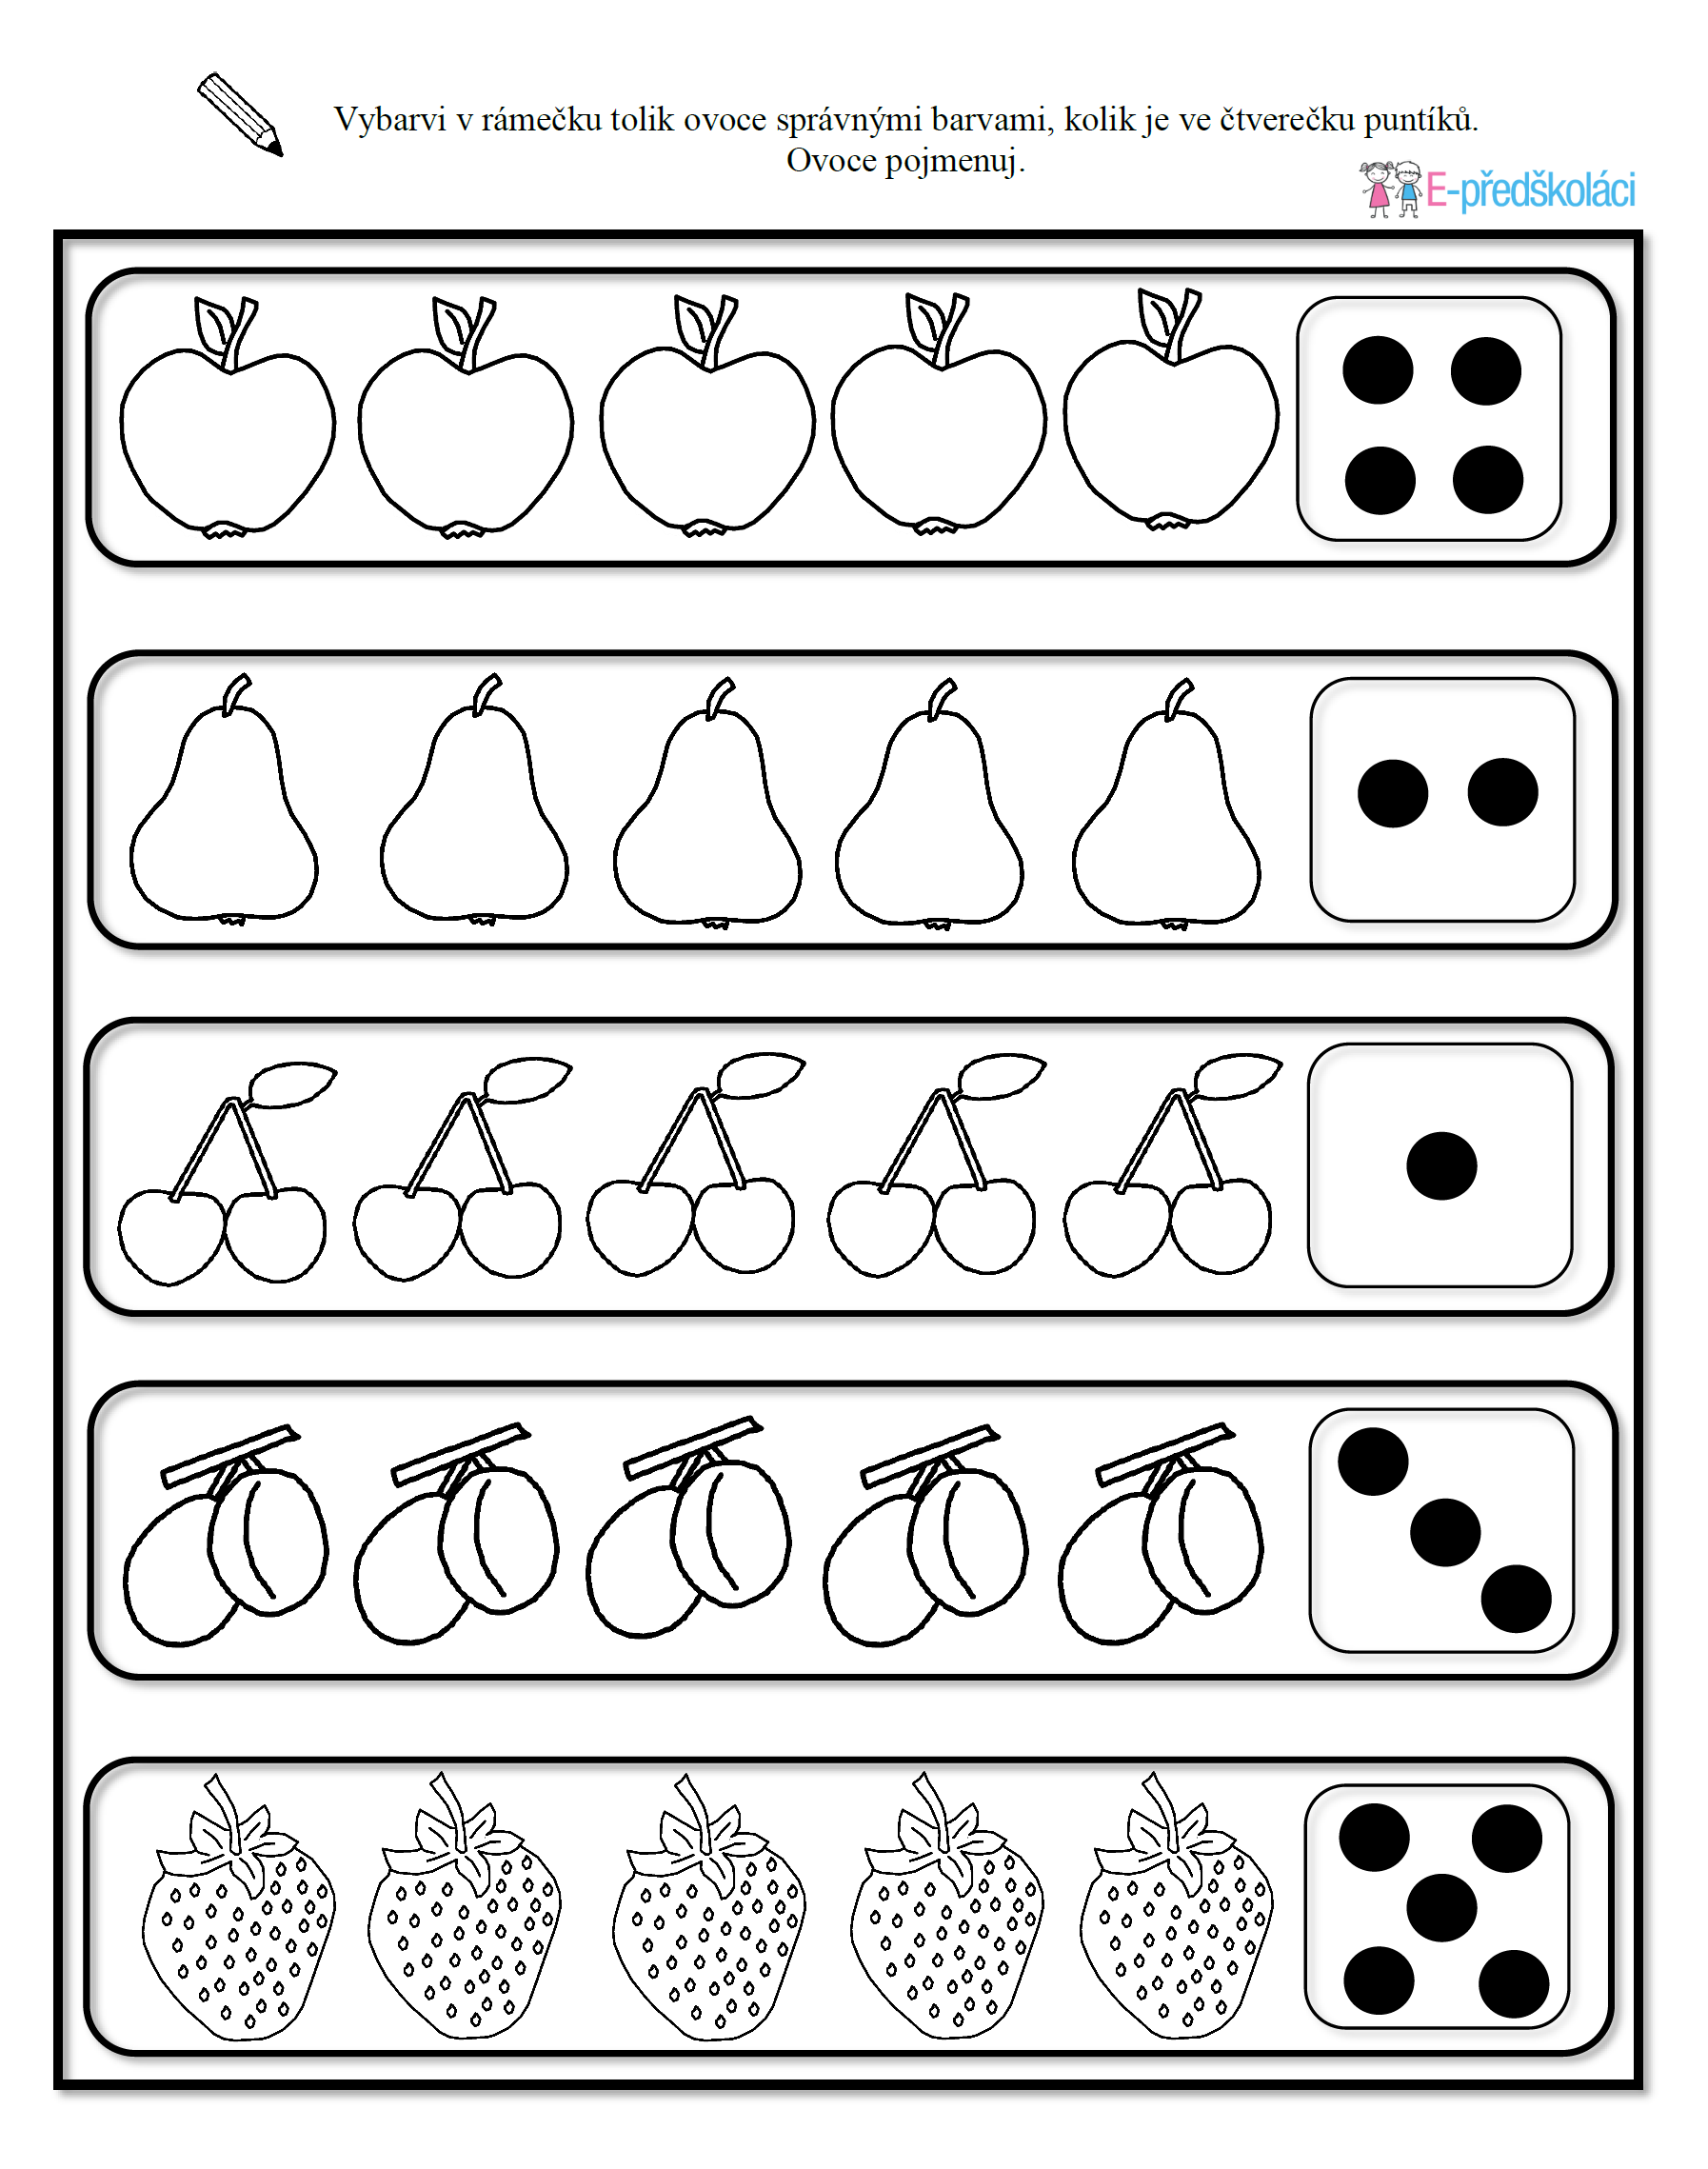 Vybarvi v rámečku tolik ovoce správnými barvami, kolik je ve čtverečku puntíků.
Ovoce pojmenuj.
E-předškoláci